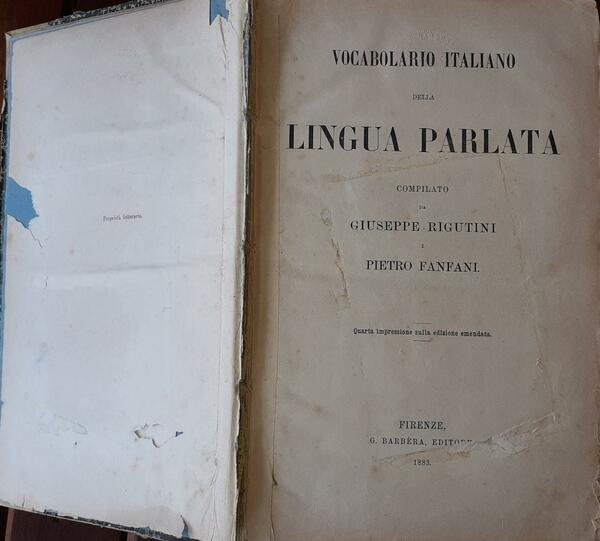 Proprietà letteraria.
VOCABOLARIO ITALIANO
DELLA
LINGUA PARLATA
COMPILATO
DA
GIUSEPPE RIGUTINI
E
PIETRO FANFANI.
Quarta impressione sulla edizione emendata.
FIRENZE,
G. BARBÈRA, EDITORE
1883.